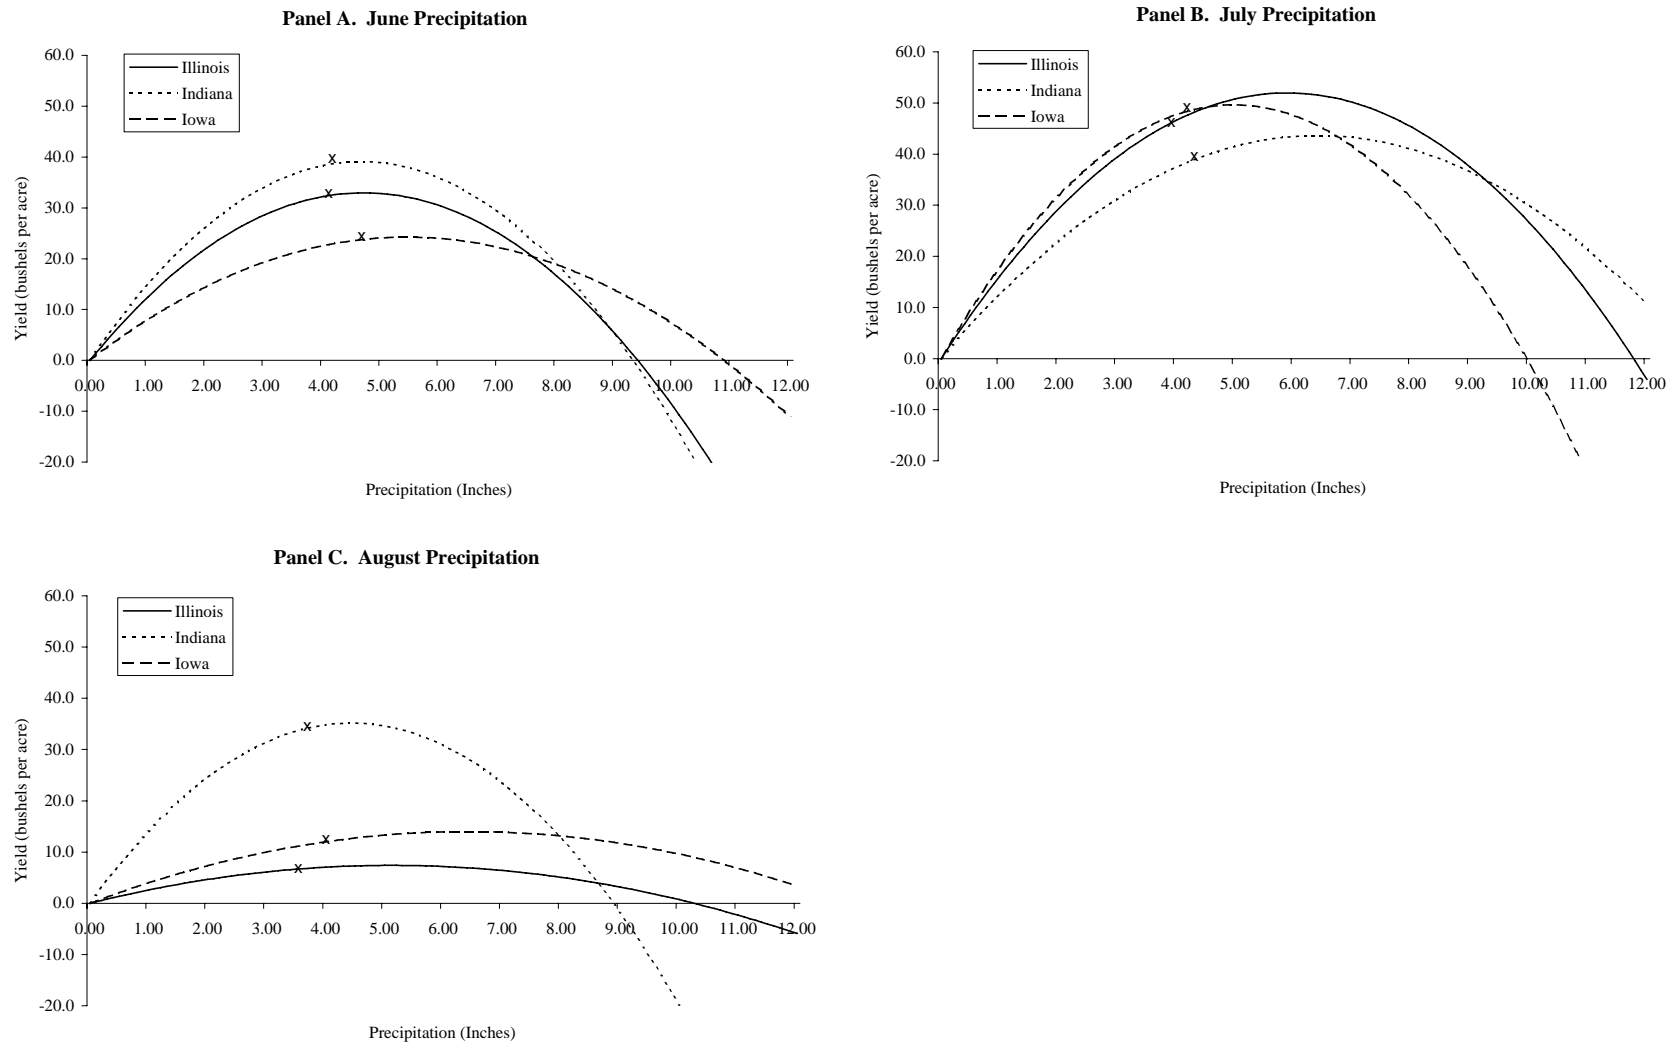 Panel A.  June Precipitation
60.0
50.0
40.0
30.0
20.0
10.0
0.0
-10.0
-20.0
Yield (bushels per acre)
Illinois
Indiana
Iowa
x
x
x
0.00 1.00 2.00 3.00 4.00 5.00 6.00 7.00 8.00 9.00 10.00 11.00 12.00
Precipitation (Inches)
Panel B.  July Precipitation
60.0
50.0
40.0
30.0
20.0
10.0
0.0
-10.0
-20.0
Yield (bushels per acre)
Illinois
Indiana
Iowa
x
x
x
0.00 1.00 2.00 3.00 4.00 5.00 6.00 7.00 8.00 9.00 10.00 11.00 12.00
Precipitation (Inches)
Panel C.  August Precipitation
60.0
50.0
40.0
30.0
20.0
10.0
0.0
-10.0
-20.0
Yield (bushels per acre)
Illinois
Indiana
Iowa
x
x
x
0.00 1.00 2.00 3.00 4.00 5.00 6.00 7.00 8.00 9.00 10.00 11.00 12.00
Precipitation (Inches)